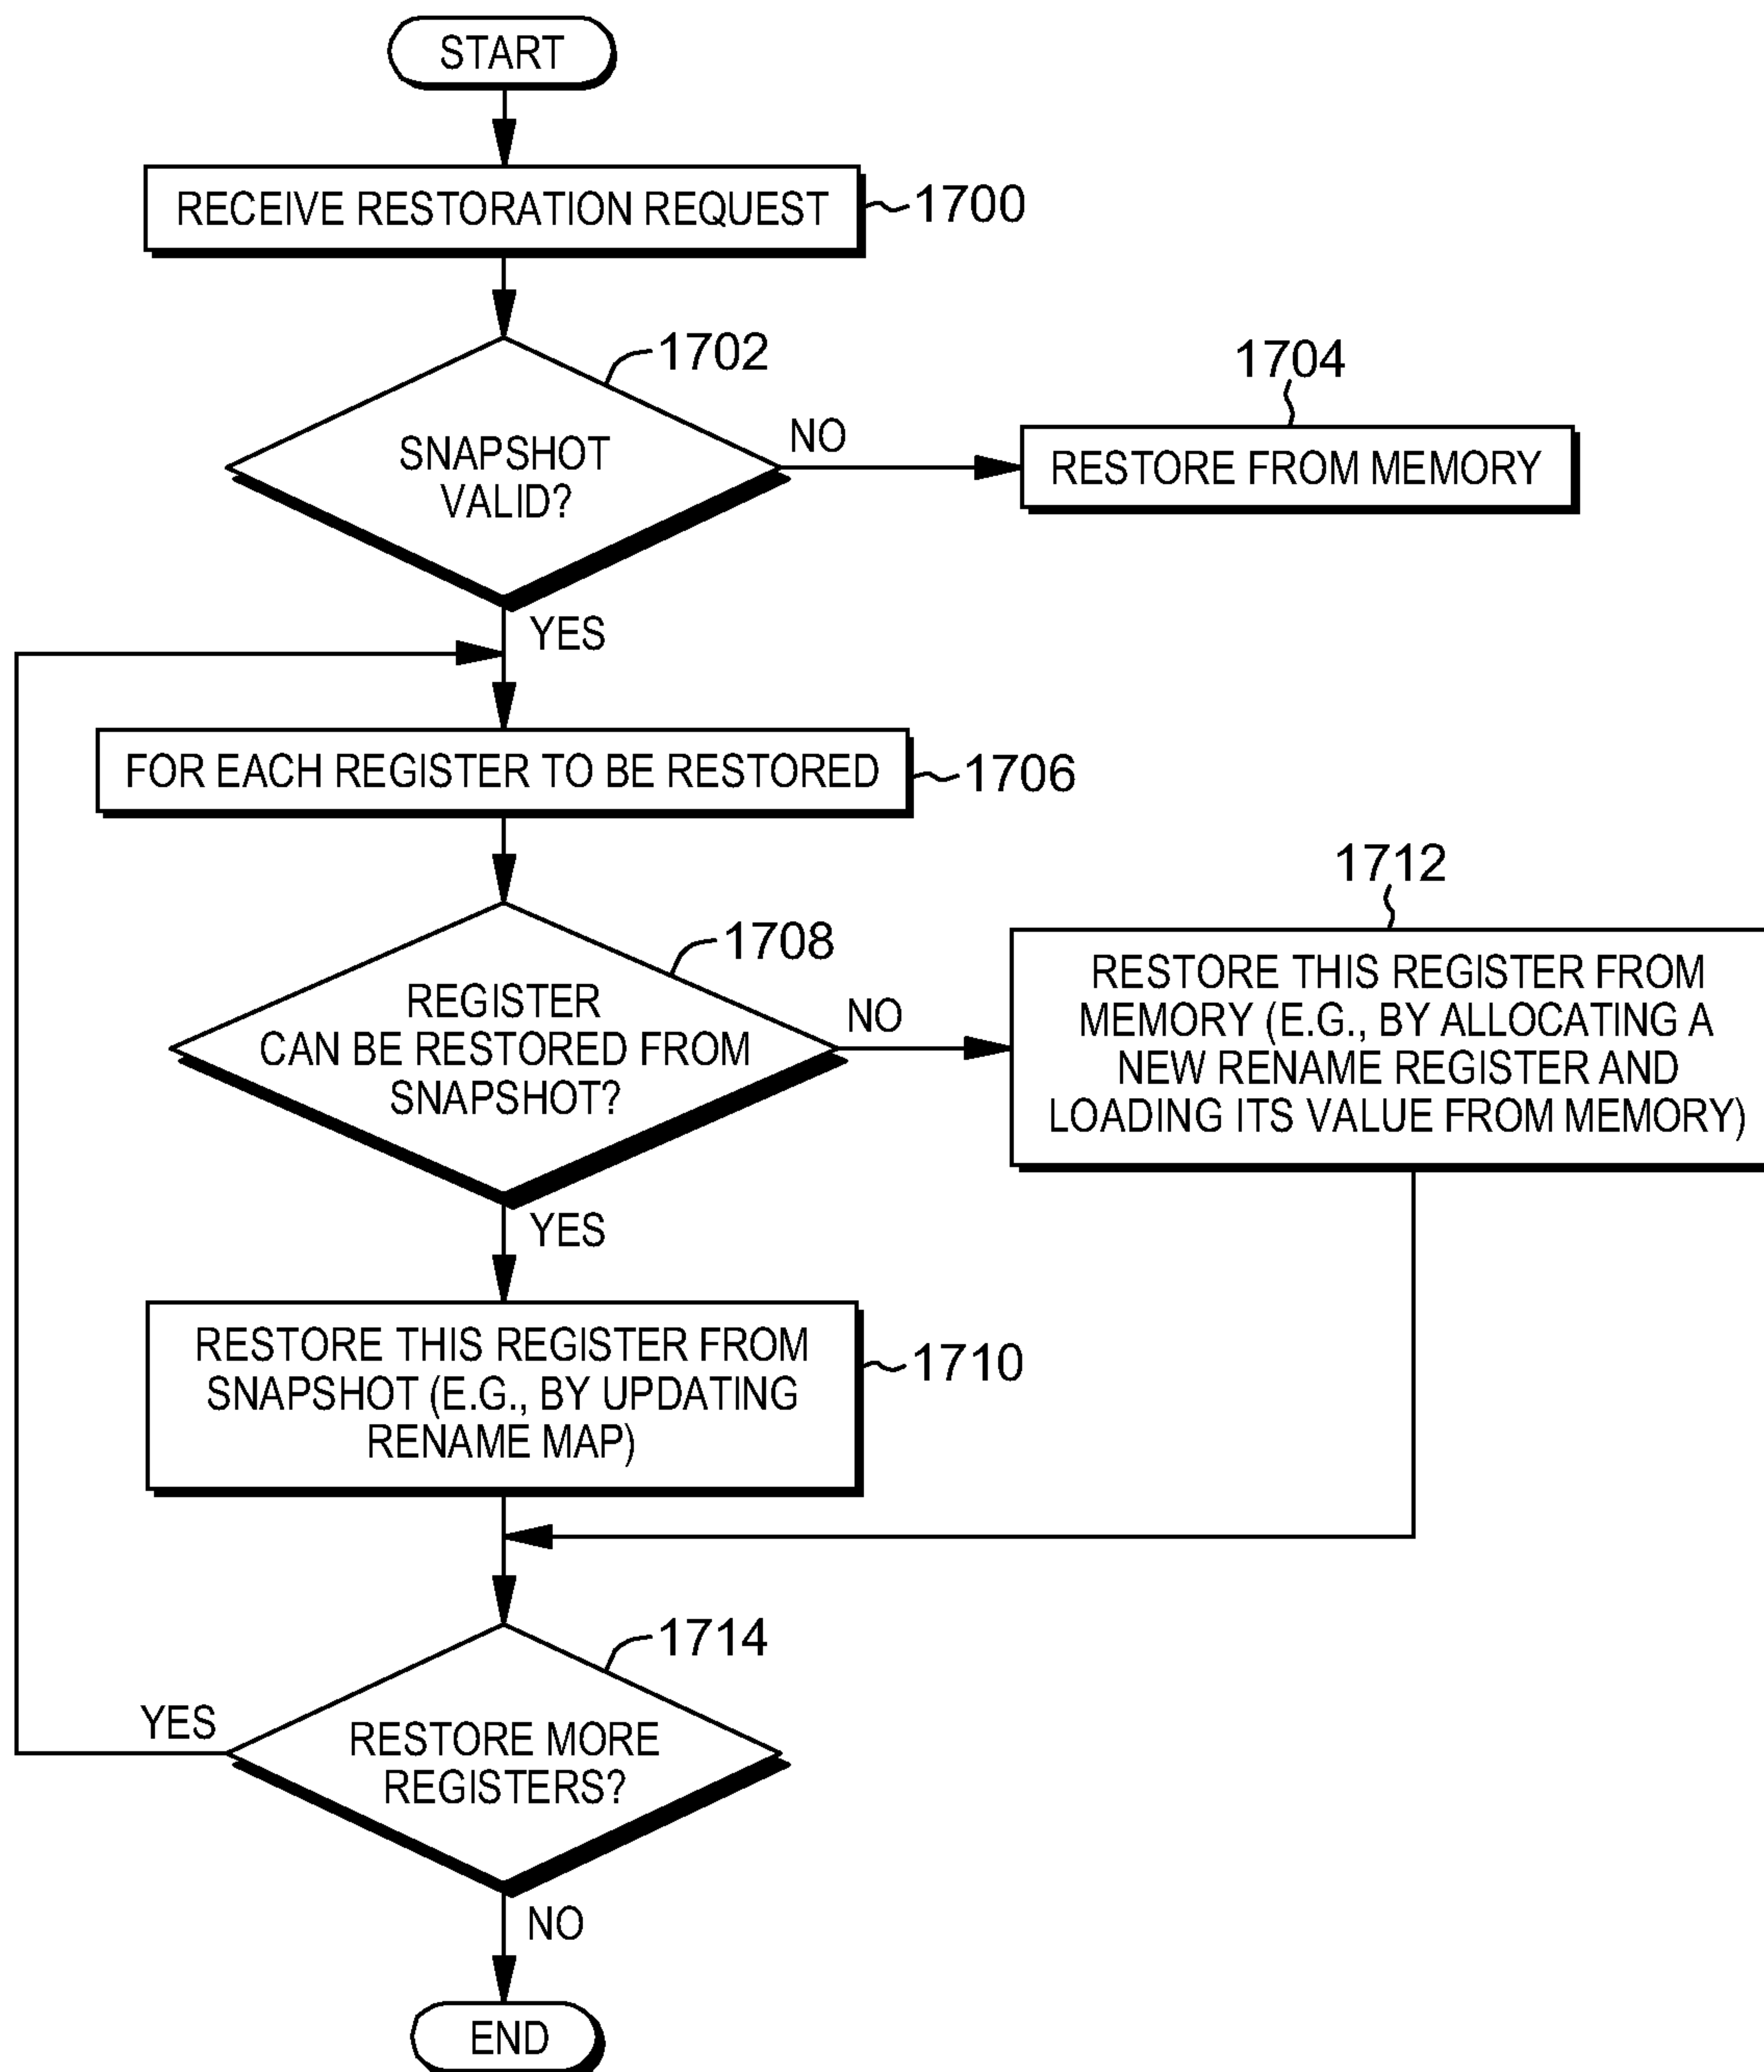 START
RECEIVE RESTORATION REQUEST
1700
1702
SNAPSHOT
VALID?
NO
1704
RESTORE FROM MEMORY
YES
FOR EACH REGISTER TO BE RESTORED
1706
1708
REGISTER
CAN BE RESTORED FROM
SNAPSHOT?
NO
1712
RESTORE THIS REGISTER FROM
MEMORY (E.G., BY ALLOCATING A
NEW RENAME REGISTER AND
LOADING ITS VALUE FROM MEMORY)
YES
RESTORE THIS REGISTER FROM
SNAPSHOT (E.G., BY UPDATING
RENAME MAP)
1710
1714
RESTORE MORE
REGISTERS?
YES
NO
END